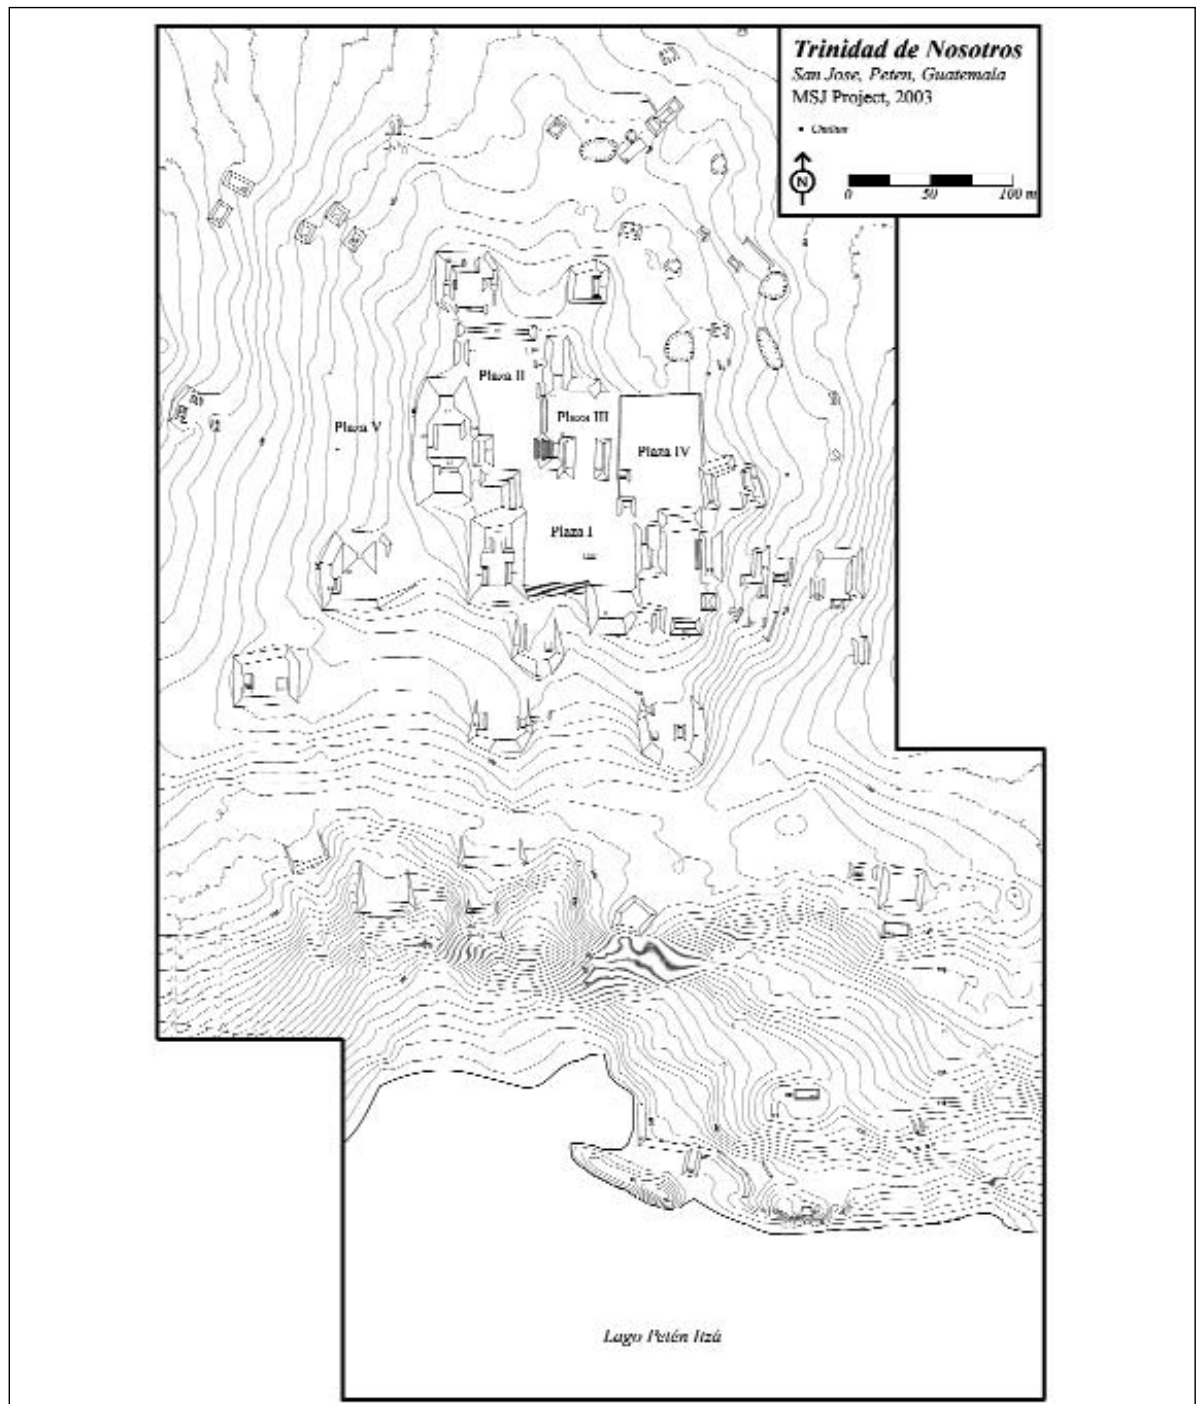 Trinidad de Nosotros
San Jose, Peten, Guatemala
MSJ Project, 2003
Chultun
N
0 50 100 m
Plaza II
Plaza III
Plaza V
Plaza IV
Plaza I
Lago Petén Itzá